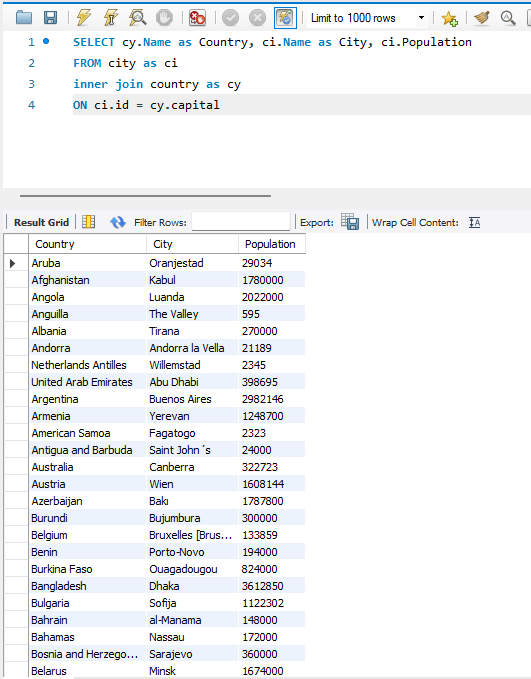 Limit to 1000 rows
1 SELECT cy.Name as Country, ci.Name as City, ci.Population
2 FROM city as ci
3 inner join country as cy
4 ON ci.id = cy.capital
Result Grid Filter Rows: Export: Wrap Cell Content: IA
Country City Population
Aruba Oranjestad 29034
Afghanistan Kabul 1780000
Angola Luanda 2022000
Anguilla The Valley 595
Albania Tirana 270000
Andorra Andorra la Vella 21189
Netherlands Antilles Willemstad 2345
United Arab Emirates Abu Dhabi 398695
Argentina Buenos Aires 2982146
Armenia Yerevan 1248700
American Samoa Fagatogo 2323
Antigua and Barbuda Saint John´s 24000
Australia Canberra 322723
Austria Wien 1608144
Azerbaijan Bakı 1787800
Burundi Bujumbura 300000
Belgium Bruxelles [Brus... 133859
Benin Porto-Novo 194000
Burkina Faso Ouagadougou 824000
Bangladesh Dhaka 3612850
Bulgaria Sofija 1122302
Bahrain al-Manama 148000
Bahamas Nassau 172000
Bosnia and Herzego... Sarajevo 360000
Belarus Minsk 1674000